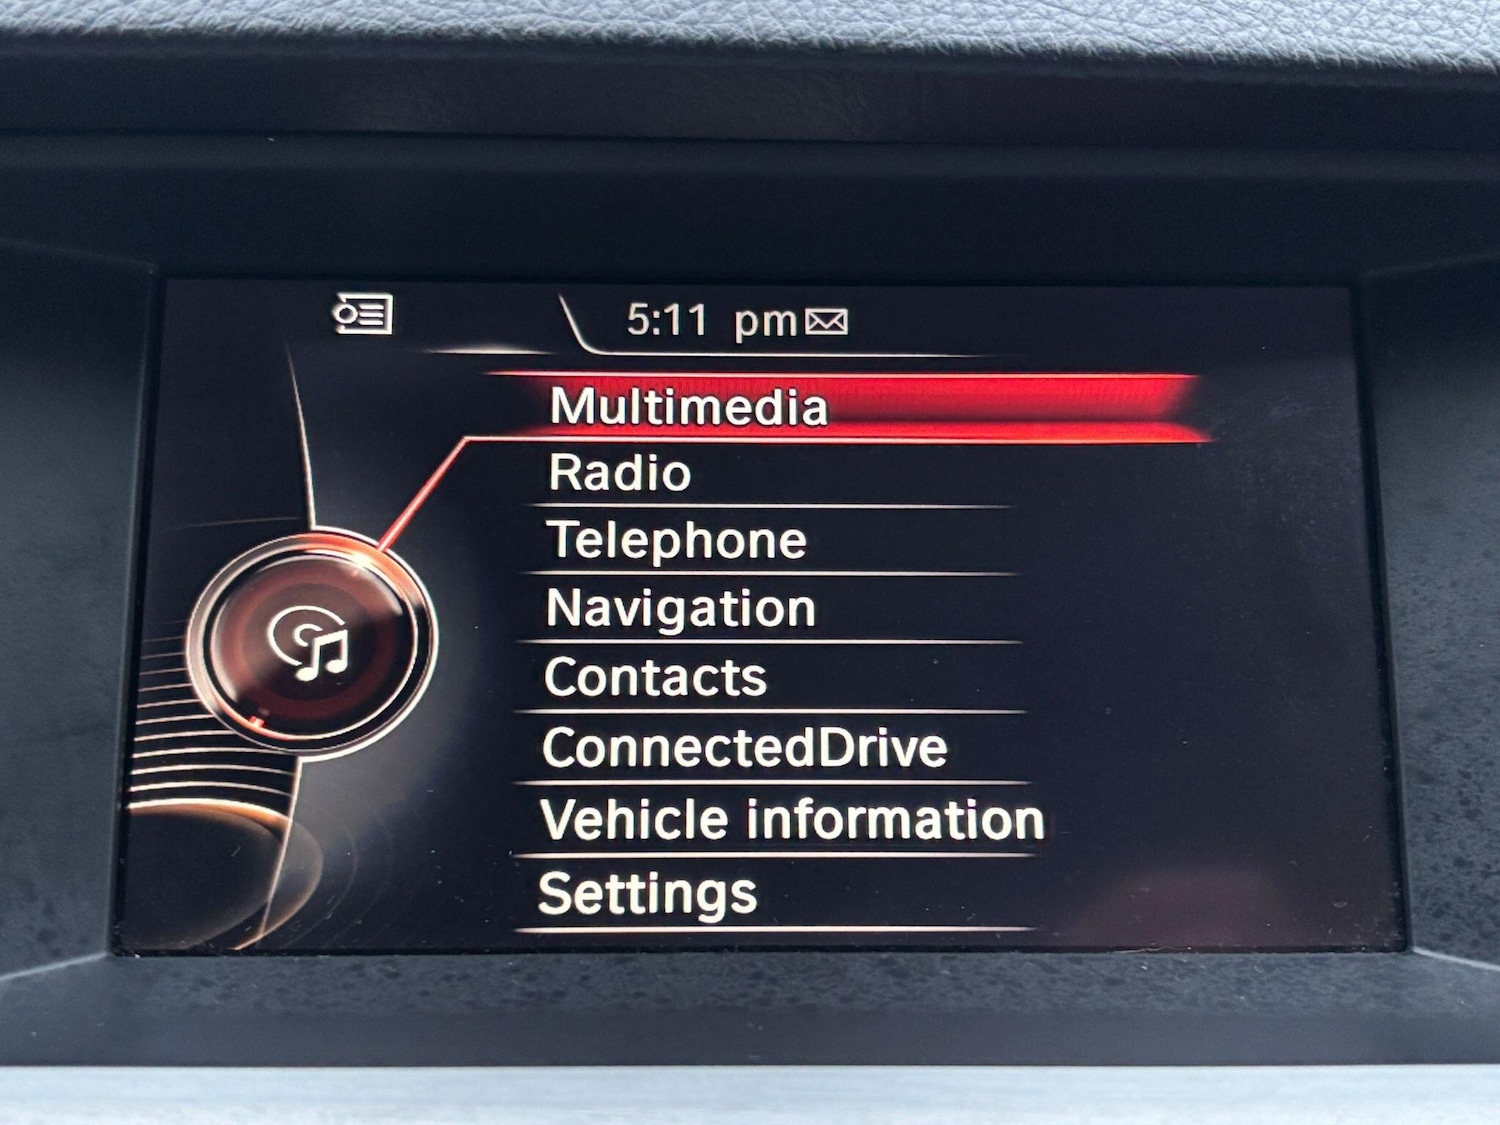 5:11 pm
Multimedia
Radio
Telephone
Navigation
Contacts
ConnectedDrive
Vehicle information
Settings